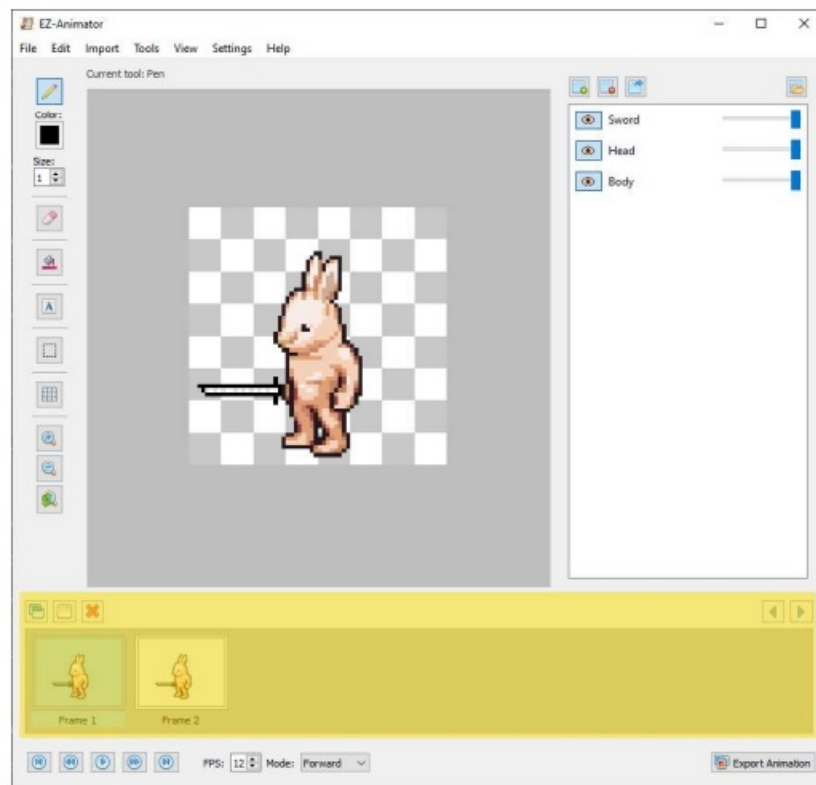 EZ-Animator
File Edit Import Tools View Settings Help
Current tool: Pen
Color:
Size:
1
A
Sword
Head
Body
Frame 1 Frame 2
FPS: 12 Mode: Forward Export Animation